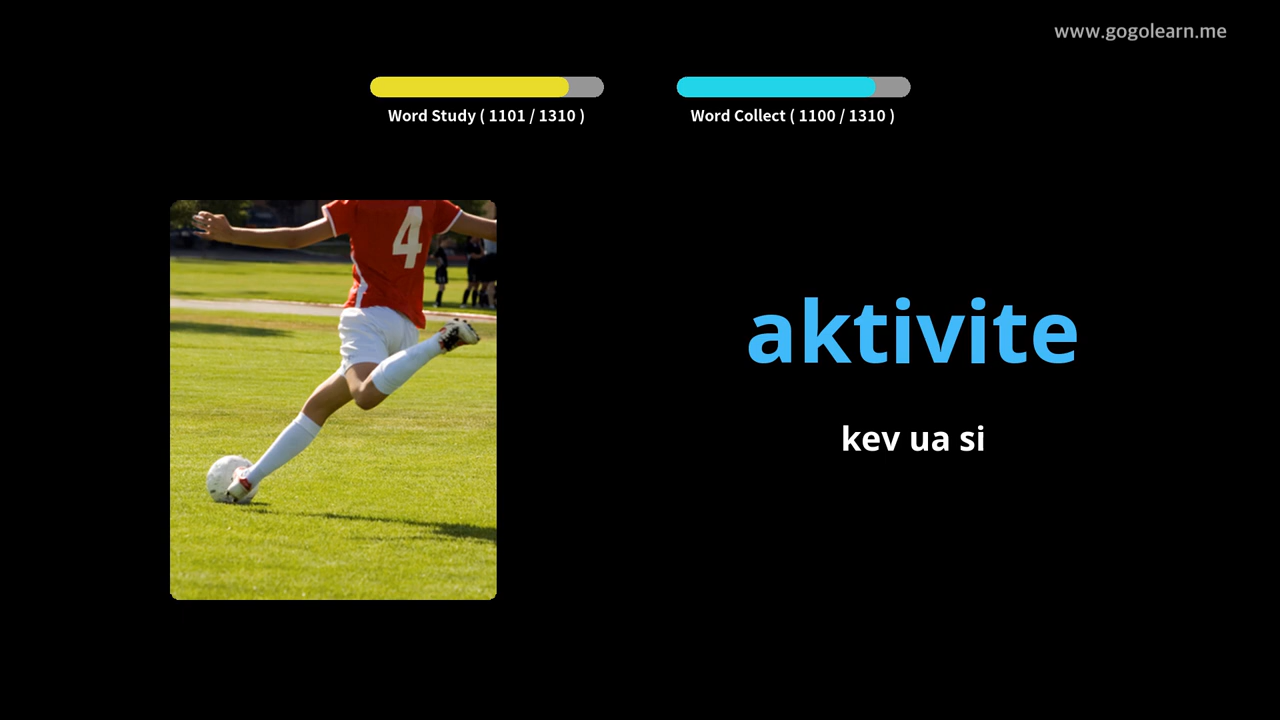 www.gogolearn.me
Word Study ( 1101 / 1310 )
Word Collect ( 1100 / 1310 )
4
aktivite
kev ua si